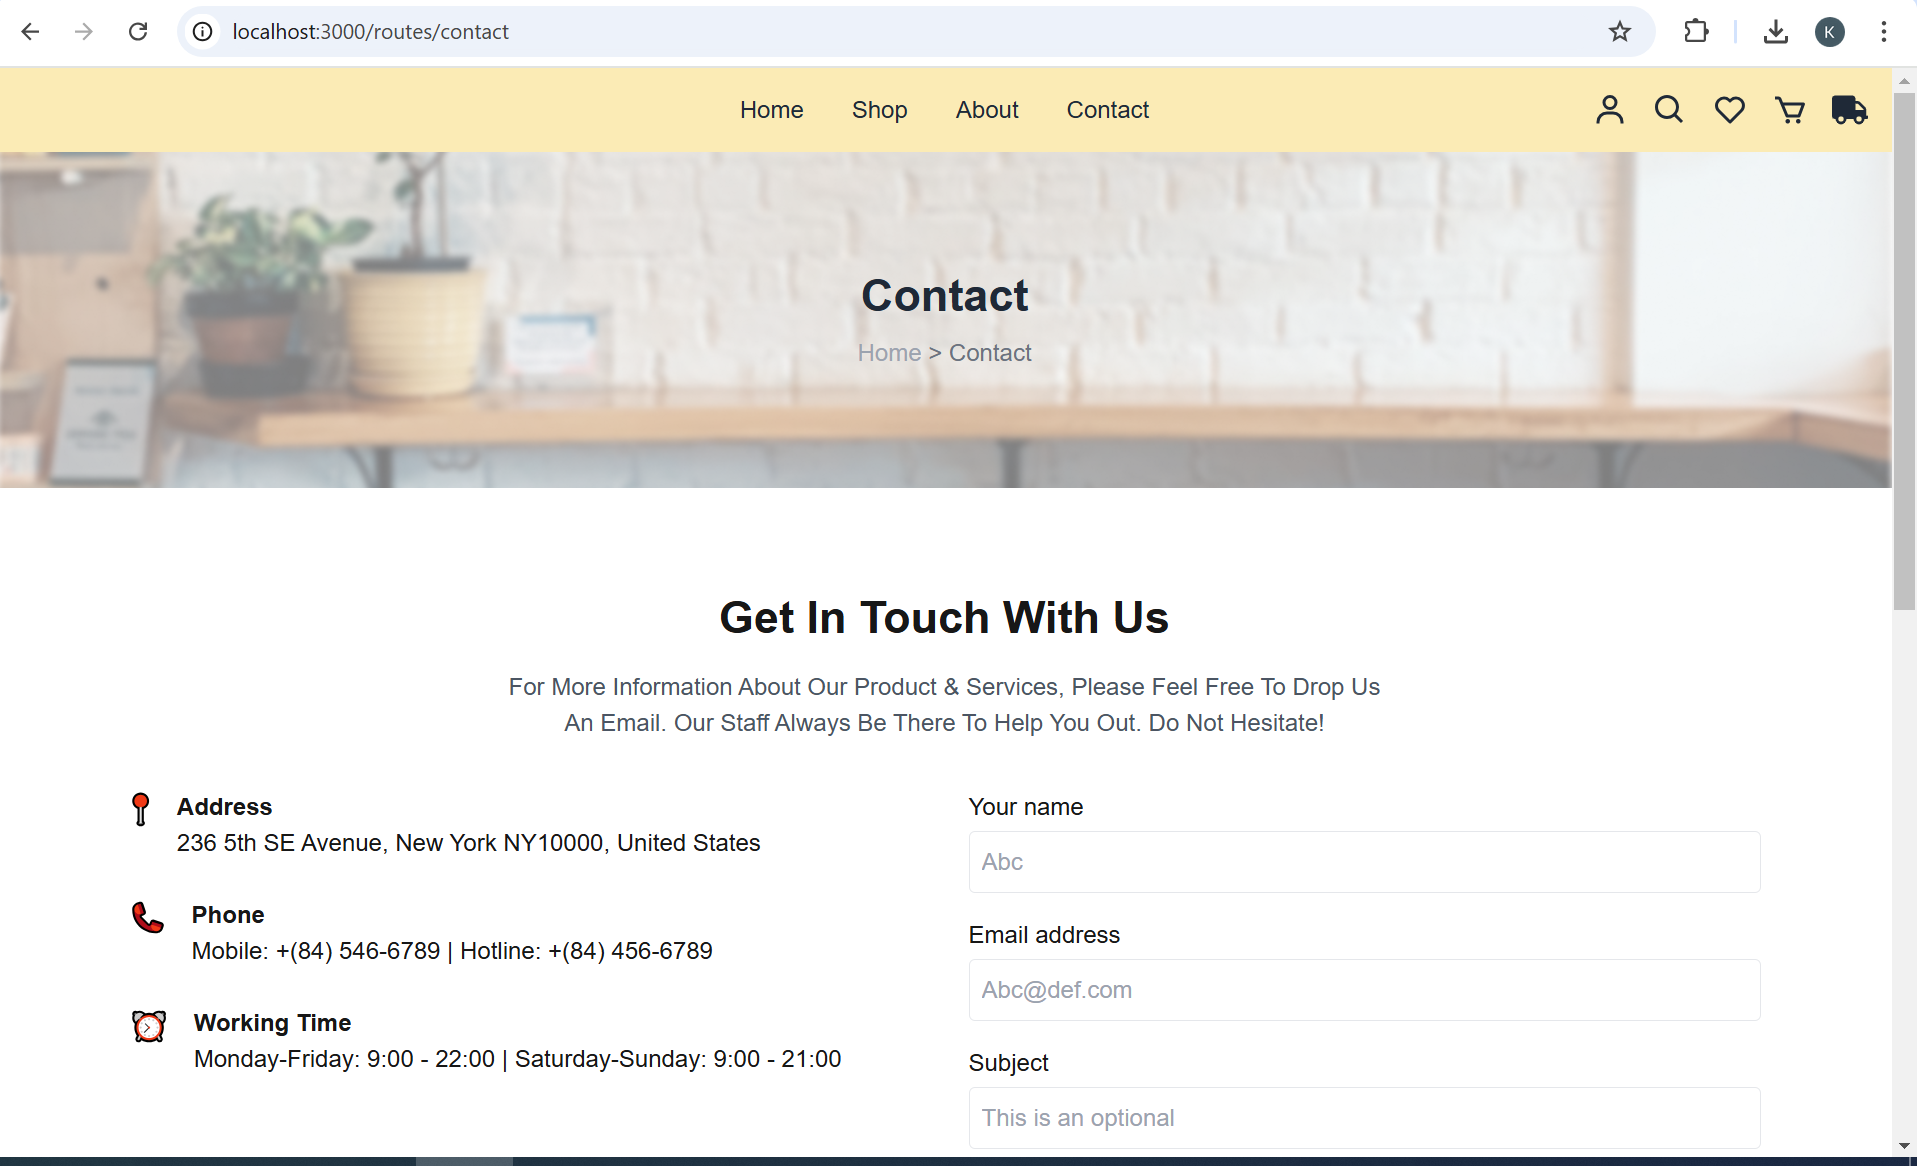 localhost:3000/routes/contact
K
Home Shop About Contact
Contact
Home > Contact
Get In Touch With Us
For More Information About Our Product & Services, Please Feel Free To Drop Us
An Email. Our Staff Always Be There To Help You Out. Do Not Hesitate!
Address
236 5th SE Avenue, New York NY10000, United States
Phone
Mobile: +(84) 546-6789 | Hotline: +(84) 456-6789
Working Time
Monday-Friday: 9:00 - 22:00 | Saturday-Sunday: 9:00 - 21:00
Your name
Abc
Email address
Abc@def.com
Subject
This is an optional